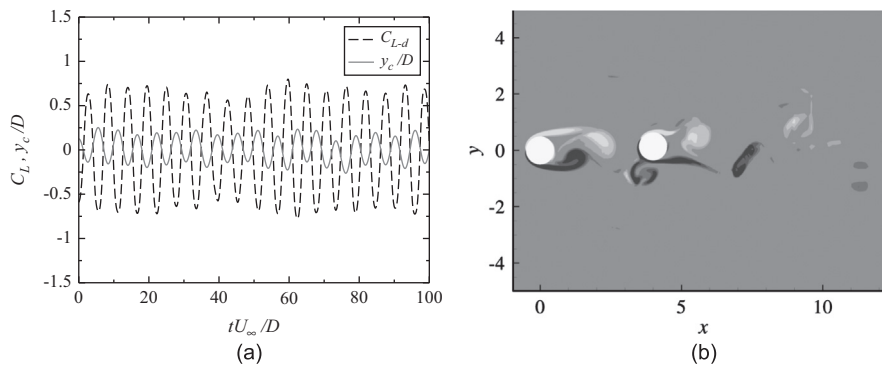 1.5
1
0.5
0
-0.5
-1
-1.5
C_L , y_c /D
C_{L-d}
y_c /D
0 20 40 60 80 100
tU_∞ /D
(a)
4
2
0
-2
-4
y
0 5 10
x
(b)